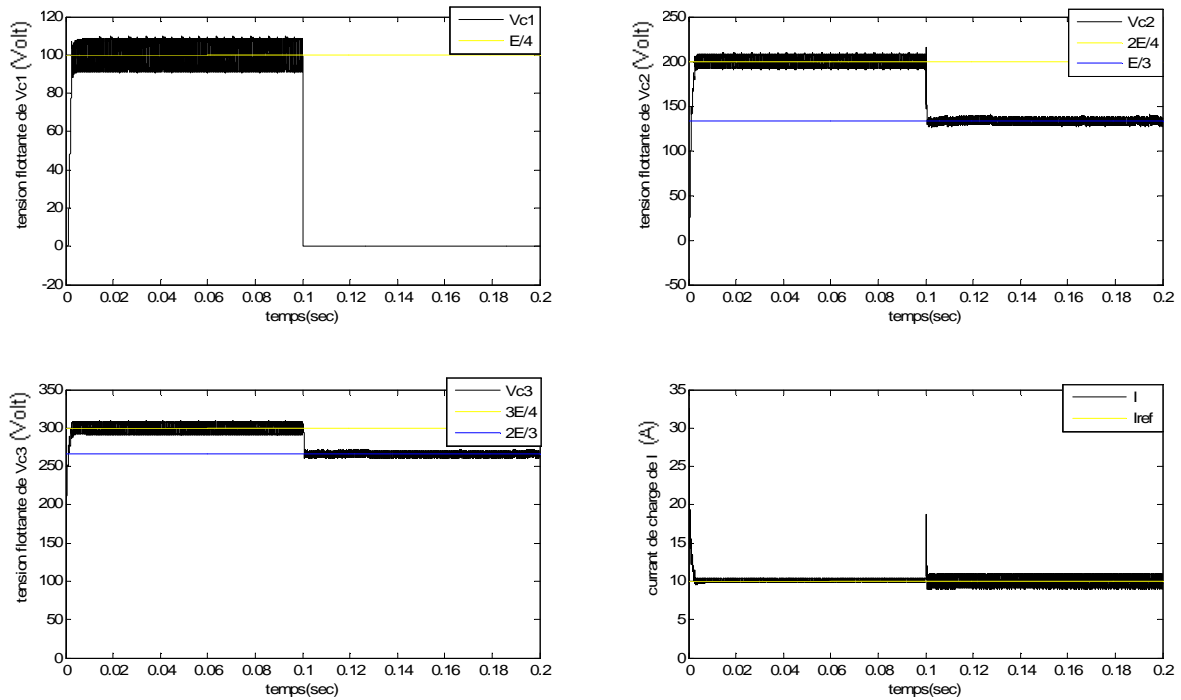 tension flottante de Vc1 (Volt)
120
100
80
60
40
20
0
-20
0 0.02 0.04 0.06 0.08 0.1 0.12 0.14 0.16 0.18 0.2
temps(sec)
Vc1
E/4
tension flottante de Vc2 (Volt)
250
200
150
100
50
0
-50
0 0.02 0.04 0.06 0.08 0.1 0.12 0.14 0.16 0.18 0.2
temps(sec)
Vc2
2E/4
E/3
tension flottante de Vc3 (Volt)
350
300
250
200
150
100
50
0
0 0.02 0.04 0.06 0.08 0.1 0.12 0.14 0.16 0.18 0.2
temps(sec)
Vc3
3E/4
2E/3
currant de charge de I (A)
35
30
25
20
15
10
5
0
0 0.02 0.04 0.06 0.08 0.1 0.12 0.14 0.16 0.18 0.2
temps(sec)
I
Iref